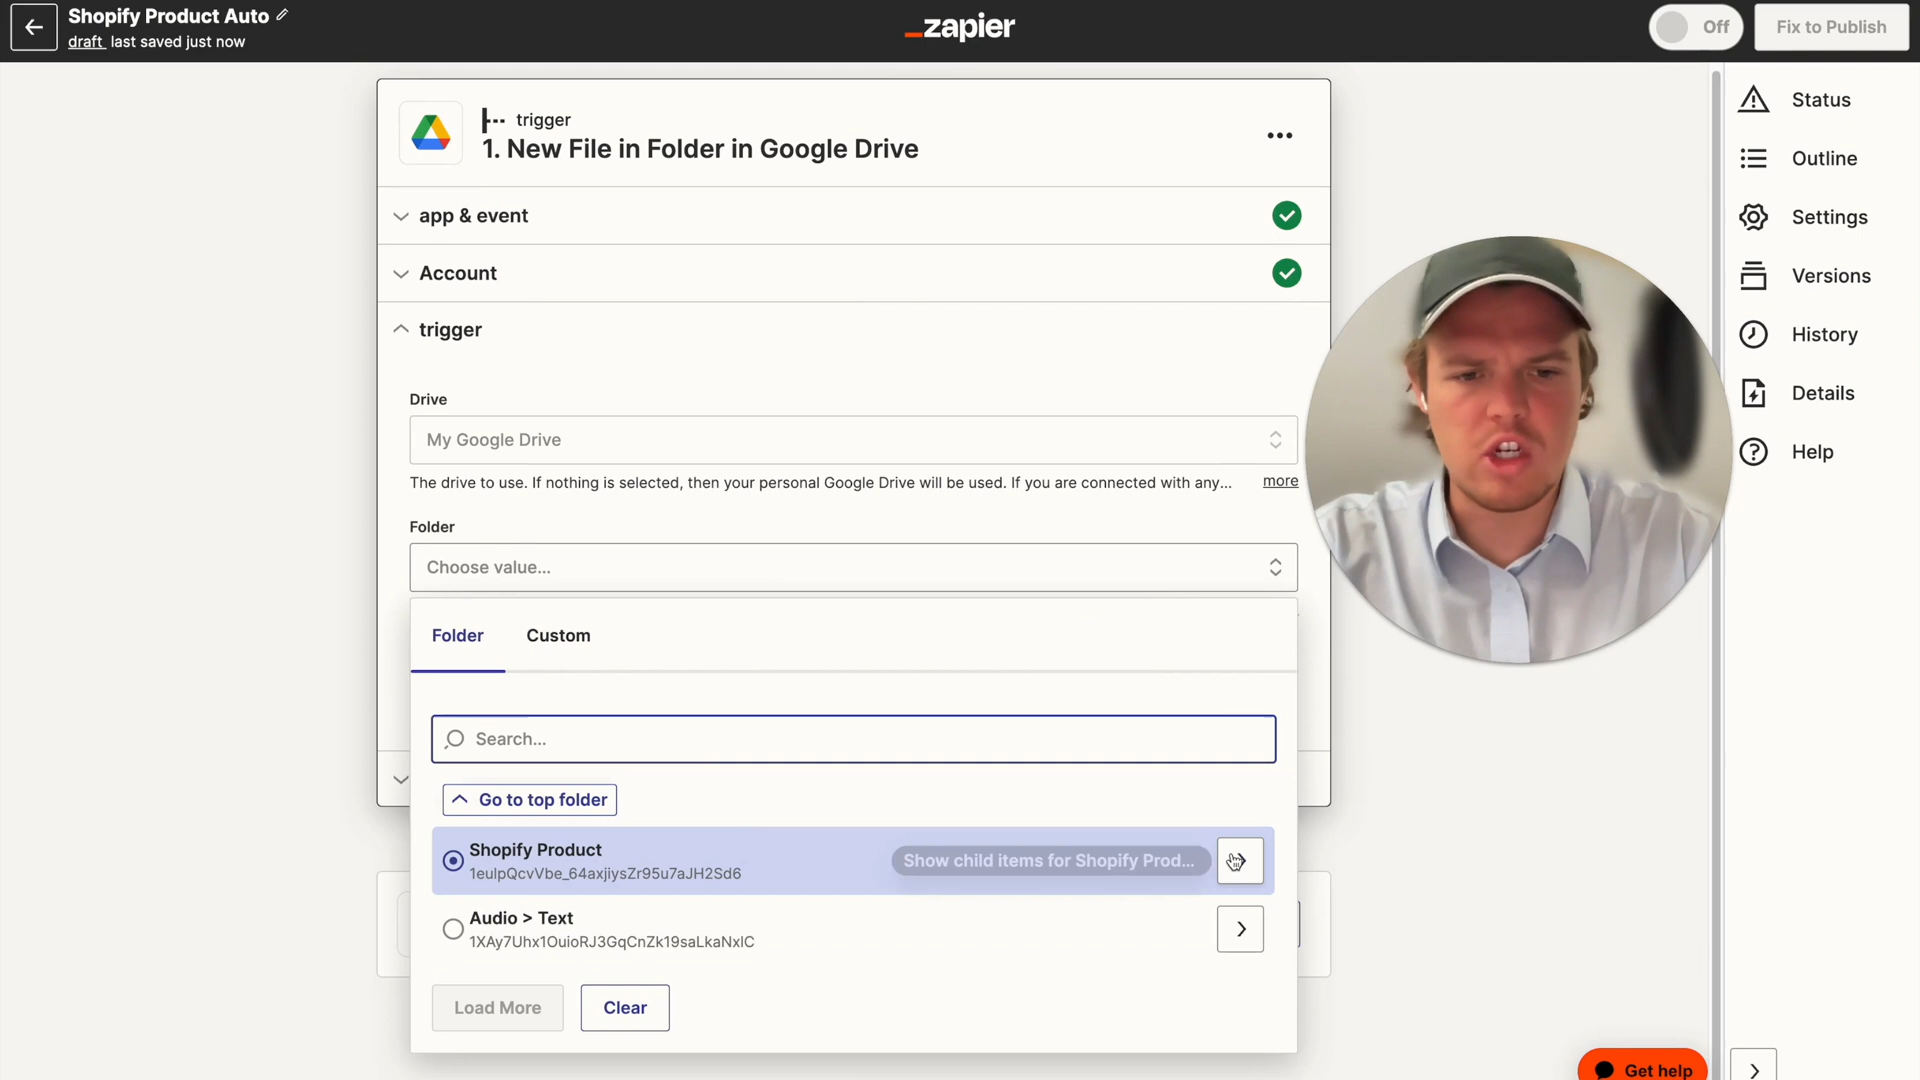 Shopify Product Auto
draft last saved just now
zapier
Off
Fix to Publish
trigger
1. New File in Folder in Google Drive
app & event
Account
trigger
Drive
My Google Drive
The drive to use. If nothing is selected, then your personal Google Drive will be used. If you are connected with any... more
Folder
Choose value...
Folder Custom
Search...
Go to top folder
Shopify Product
1eulpQcvVbe_64axjiysZr95u7aJH2Sd6
Show child items for Shopify Prod...
Audio > Text
1XAy7Uhx1OuioRJ3GqCnZk19saLkaNxlC
Load More Clear
Status
Outline
Settings
Versions
History
Details
Help
Get help